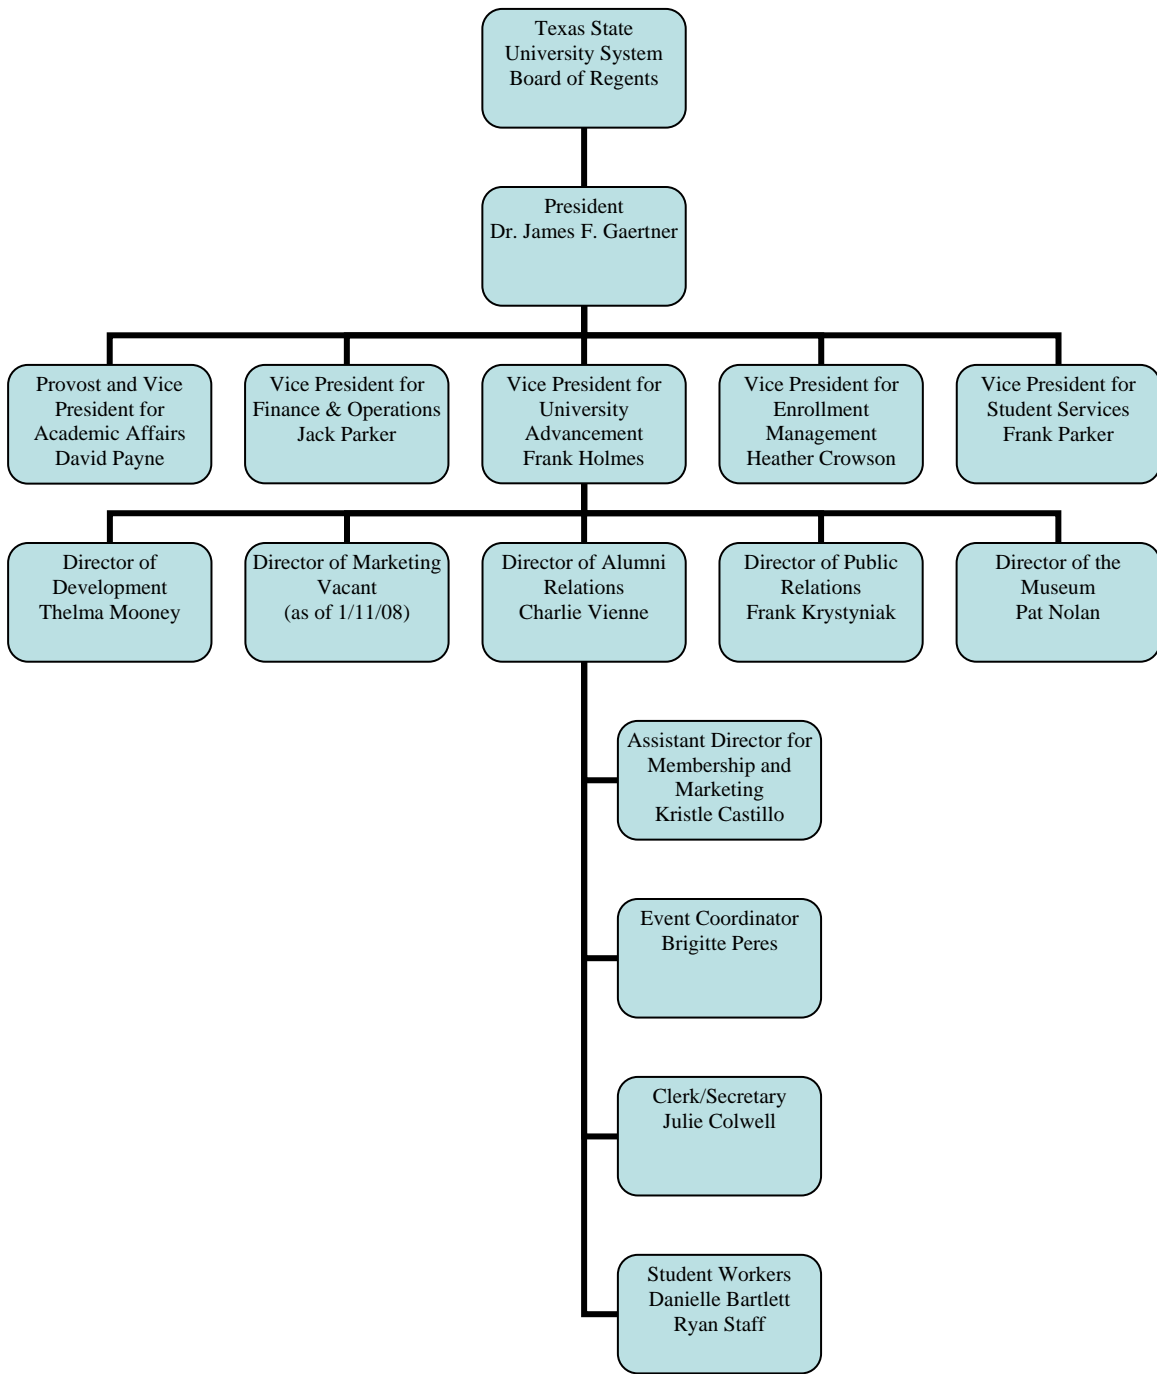 Texas State
University System
Board of Regents
President
Dr. James F. Gaertner
Provost and Vice
President for
Academic Affairs
David Payne
Vice President for
Finance & Operations
Jack Parker
Vice President for
University
Advancement
Frank Holmes
Vice President for
Enrollment
Management
Heather Crowson
Vice President for
Student Services
Frank Parker
Director of
Development
Thelma Mooney
Director of Marketing
Vacant
(as of 1/11/08)
Director of Alumni
Relations
Charlie Vienne
Director of Public
Relations
Frank Krystyniak
Director of the
Museum
Pat Nolan
Assistant Director for
Membership and
Marketing
Kristle Castillo
Event Coordinator
Brigitte Peres
Clerk/Secretary
Julie Colwell
Student Workers
Danielle Bartlett
Ryan Staff